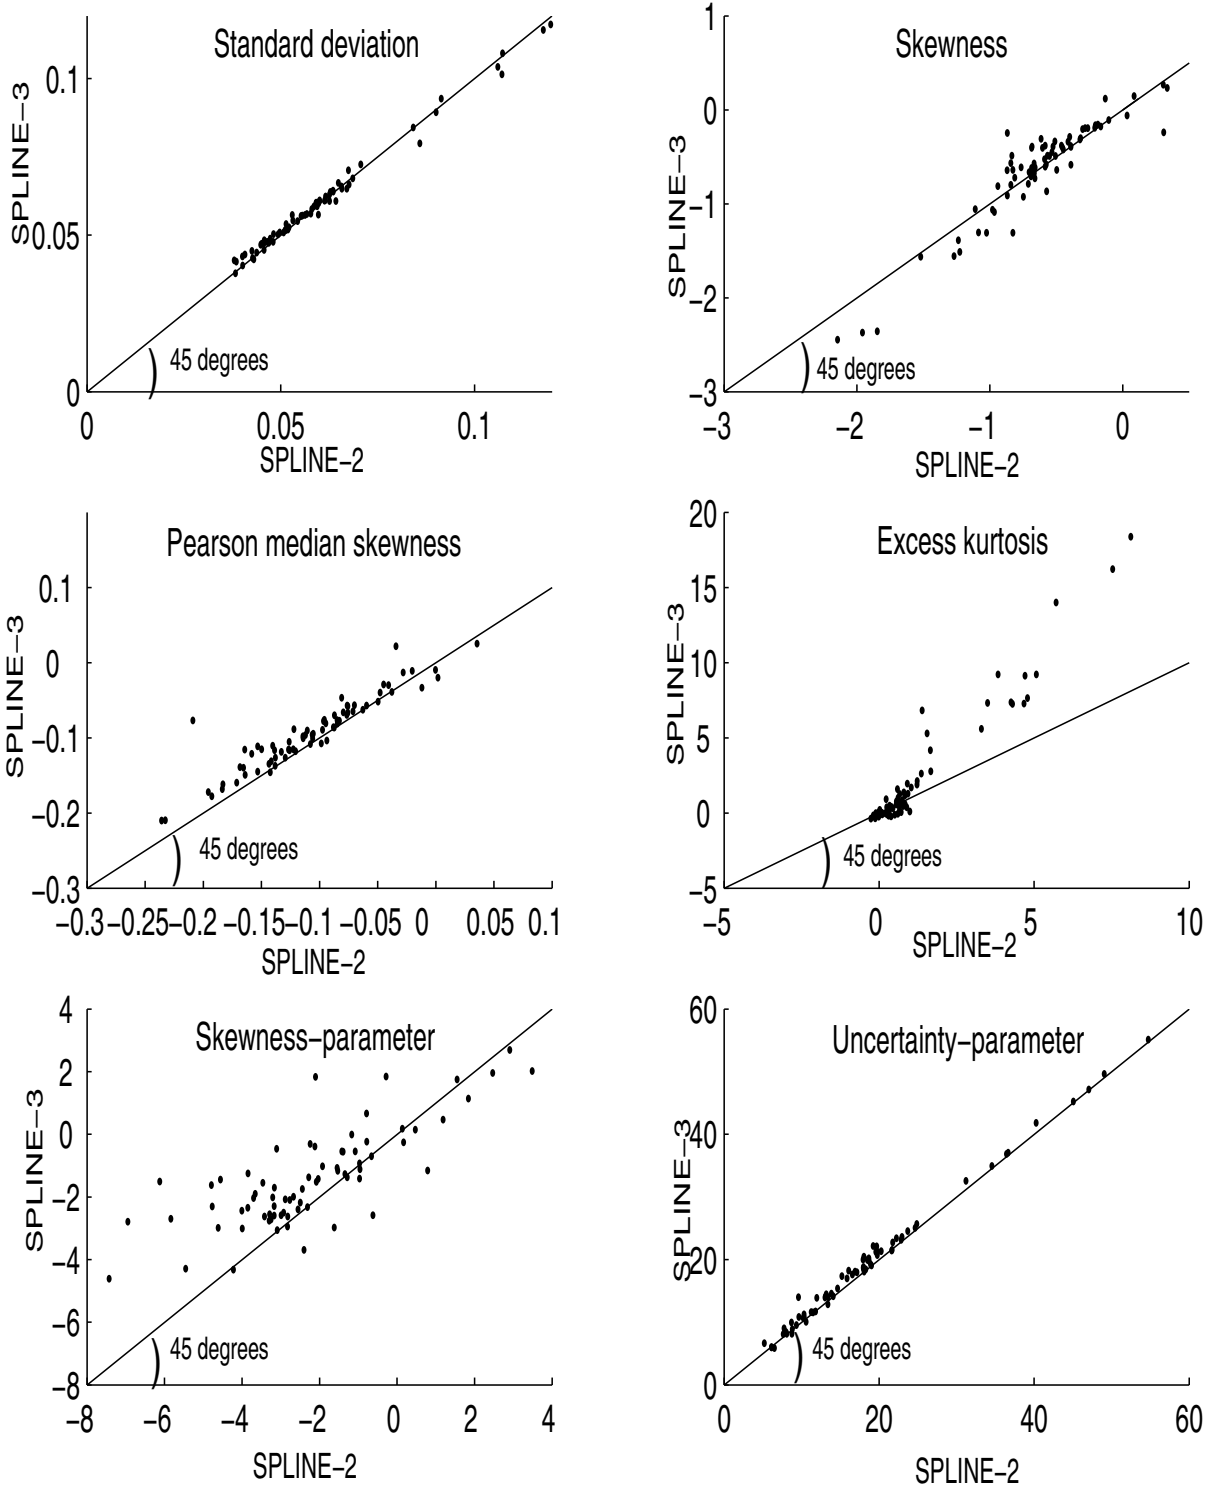 Standard deviation
SPLINE−3
0.1
0.05
0
45 degrees
0 0.05 0.1
SPLINE−2
Skewness
SPLINE−3
1
0
−1
−2
−3
45 degrees
−3 −2 −1 0
SPLINE−2
Pearson median skewness
SPLINE−3
0.1
0
−0.1
−0.2
−0.3
45 degrees
−0.3 −0.25 −0.2 −0.15 −0.1 −0.05 0 0.05 0.1
SPLINE−2
Excess kurtosis
SPLINE−3
20
15
10
5
0
−5
45 degrees
−5 0 5 10
SPLINE−2
Skewness−parameter
SPLINE−3
4
2
0
−2
−4
−6
−8
45 degrees
−8 −6 −4 −2 0 2 4
SPLINE−2
Uncertainty−parameter
SPLINE−3
60
40
20
0
45 degrees
0 20 40 60
SPLINE−2